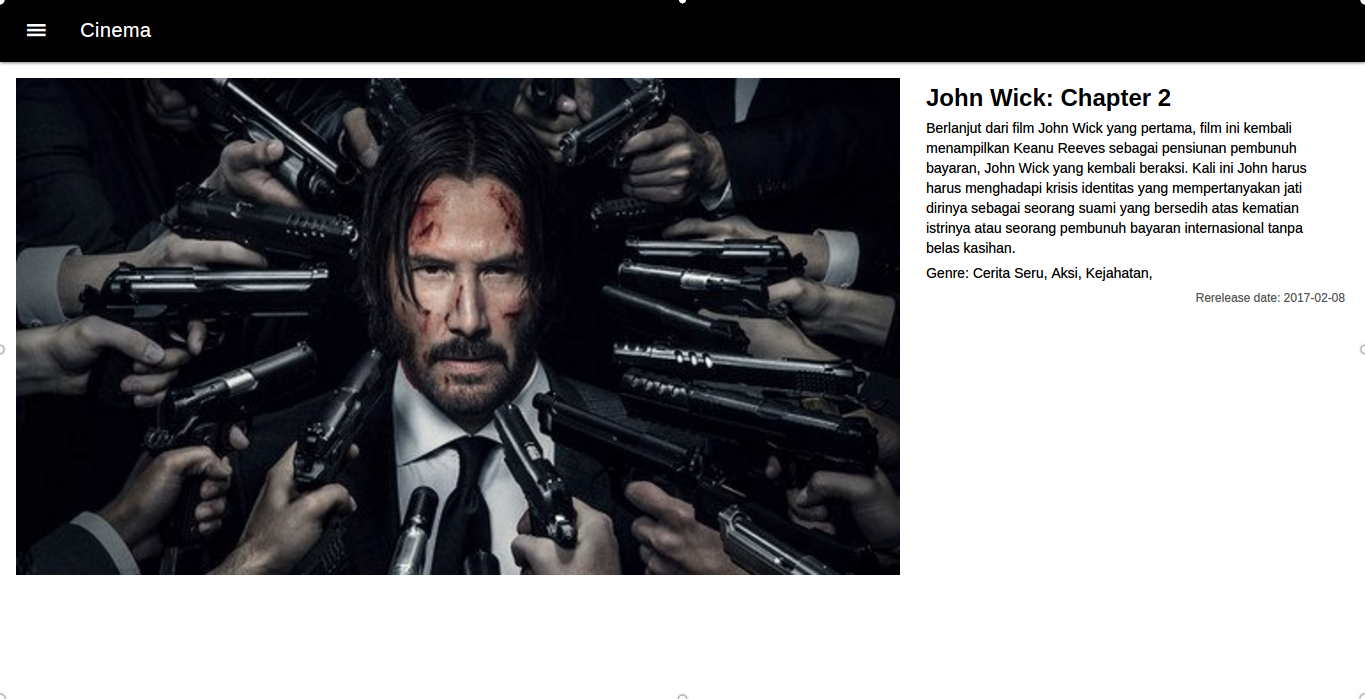 Cinema
John Wick: Chapter 2
Berlanjut dari film John Wick yang pertama, film ini kembali
menampilkan Keanu Reeves sebagai pensiunan pembunuh
bayaran, John Wick yang kembali beraksi. Kali ini John harus
harus menghadapi krisis identitas yang mempertanyakan jati
dirinya sebagai seorang suami yang bersedih atas kematian
istrinya atau seorang pembunuh bayaran internasional tanpa
belas kasihan.
Genre: Cerita Seru, Aksi, Kejahatan,
Rerelease date: 2017-02-08